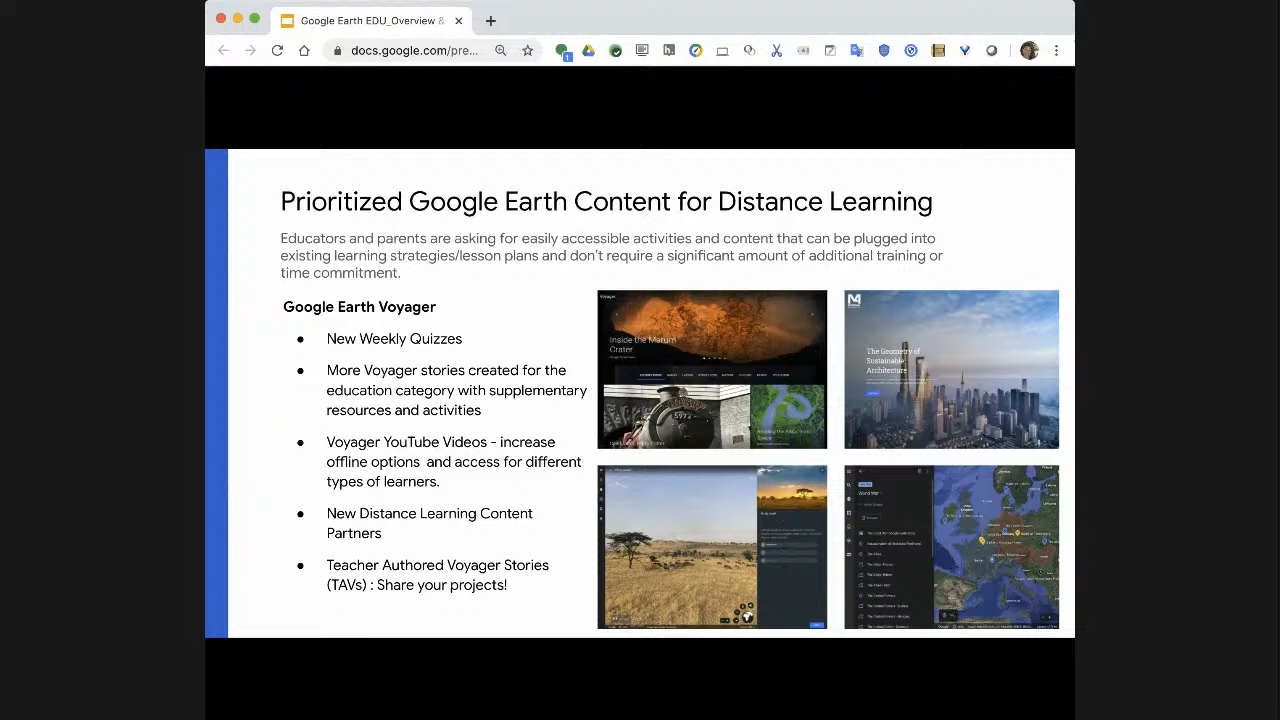 Google Earth EDU_Overview &
docs.google.com/pre...
1
Prioritized Google Earth Content for Distance Learning
Educators and parents are asking for easily accessible activities and content that can be plugged into
existing learning strategies/lesson plans and don't require a significant amount of additional training or
time commitment.
Google Earth Voyager
● New Weekly Quizzes
● More Voyager stories created for the
education category with supplementary
resources and activities
● Voyager YouTube Videos - increase
offline options and access for different
types of learners.
● New Distance Learning Content
Partners
● Teacher Authored Voyager Stories
(TAVS) : Share your projects!
Voyager
Inside the Marum
Crater
5972
The Geometry of
Sustainable
Architecture
World War